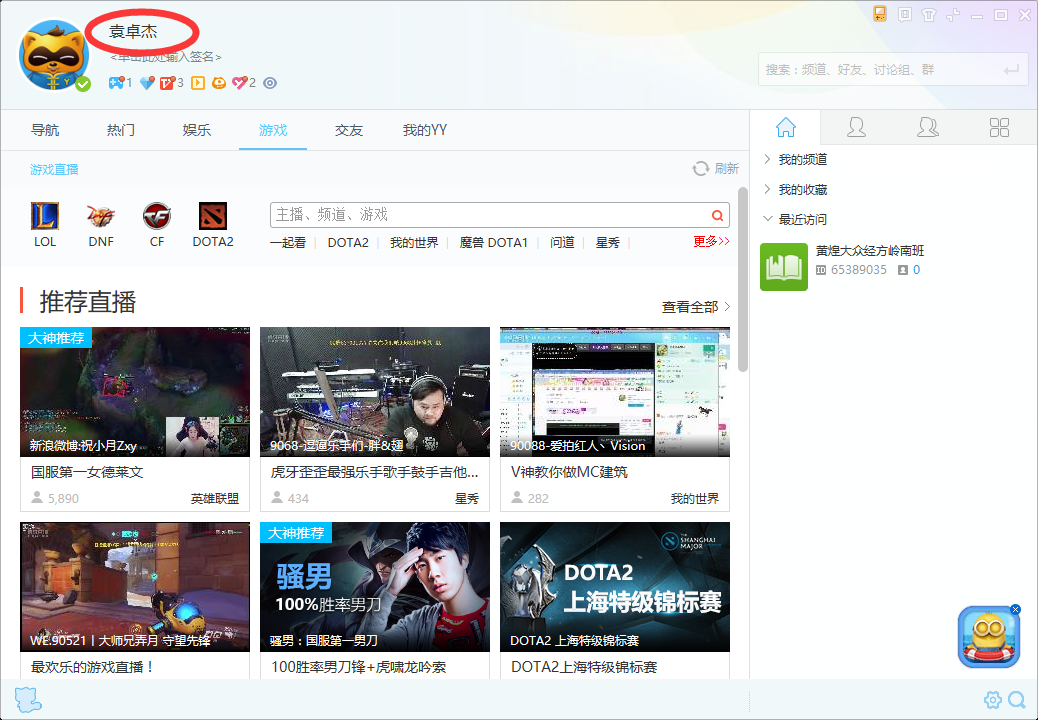 袁卓杰
<单击此处输入签名>
1
3
2
搜索：频道、好友、讨论组、群
导航 热门 娱乐 游戏 交友 我的YY
游戏直播
刷新
主播、频道、游戏
LOL DNF CF DOTA2
一起看 DOTA2 我的世界 魔兽 DOTA1 问道 星秀 更多>>
推荐直播
查看全部 >
大神推荐
新浪微博:祝小月Zxy
国服第一女德莱文
5,890 英雄联盟
9068-逗逼乐手们-胖&翅
虎牙歪歪最强乐手歌手鼓手吉他...
434 星秀
90088-爱拍红人丶Vision
V神教你做MC建筑
282 我的世界
WE.90521丨大师兄弄月 守望先锋
最欢乐的游戏直播！
大神推荐
骚男
100%胜率男刀
骚男：国服第一男刀
100胜率男刀锋+虎啸龙吟索
THE SHANGHAI MAJOR
DOTA2
上海特级锦标赛
DOTA2 上海特级锦标赛
DOTA2上海特级锦标赛
我的频道
我的收藏
最近访问
黄煌大众经方岭南班
ID 65389035 0